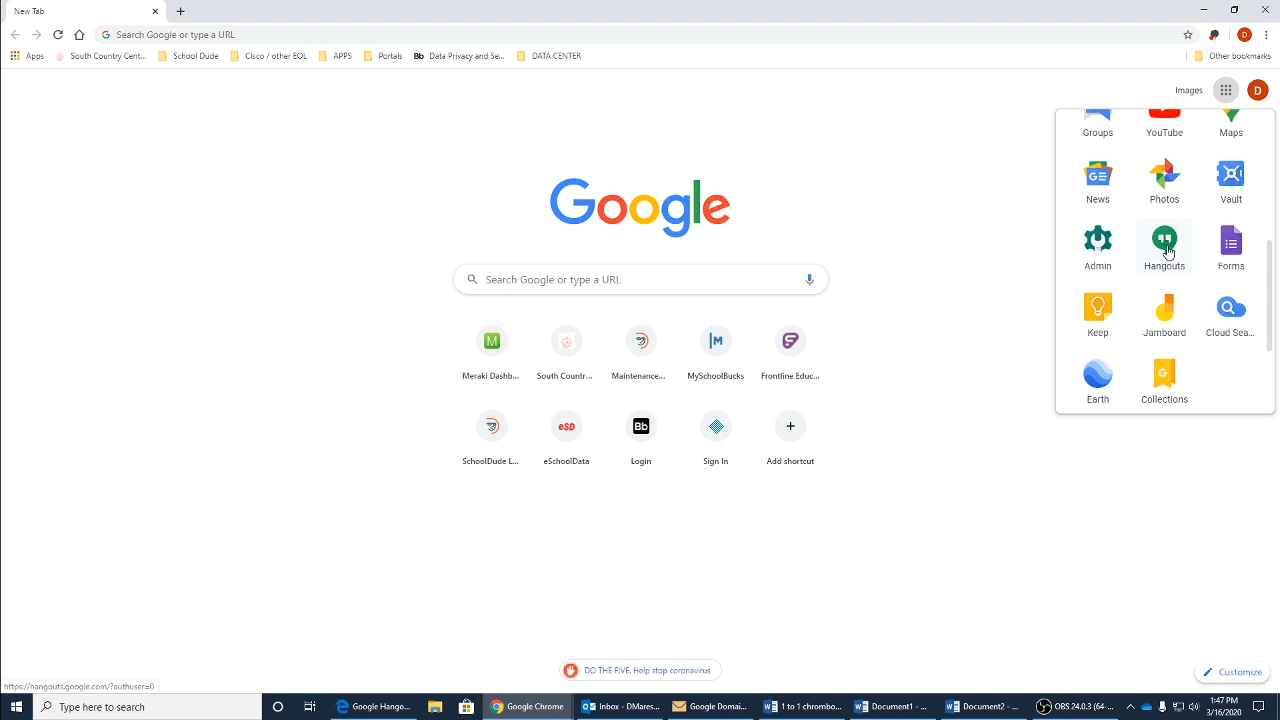 New Tab
Search Google or type a URL
D
Apps South Country Cent... School Dude CIsco / other EOL APPS Portals Bb Data Privacy and Se... DATA CENTER Other bookmarks
Images D
Groups YouTube Maps
GE
News Photos Vault
Admin Hangouts Forms
Keep Jamboard Cloud Sea...
G
Earth Collections
Google
Search Google or type a URL
M M
Meraki Dashb... South Countr... Maintenance... MySchoolBucks Frontline Educ...
eSD Bb
SchoolDude L... eSchoolData Login Sign In Add shortcut
DO THE FIVE. Help stop coronavirus
Customize
https://hangouts.google.com/?authuser=0
Type here to search
Google Hango... Google Chrome Inbox - DMares... Google Domai... 1 to 1 chrombo... Document1 - ... Document2 - ... OBS 24.0.3 (64-...
1:47 PM
3/16/2020